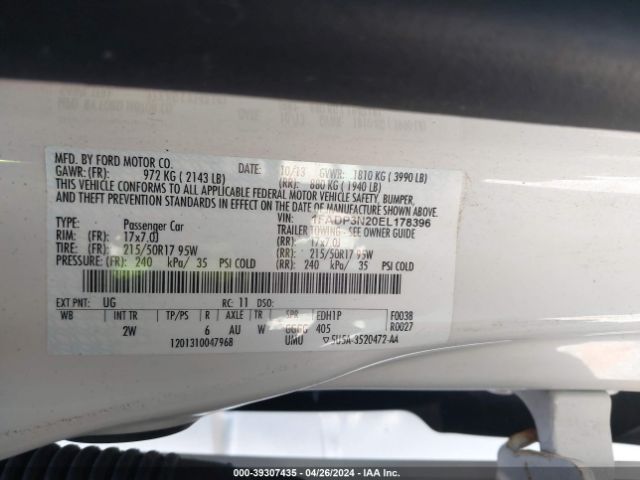 MFD. BY FORD MOTOR CO. DATE: 10/13 GVWR: 1810 KG ( 3990 LB)
GAWR: (FR): 972 KG ( 2143 LB) (RR): 880 KG ( 1940 LB)
THIS VEHICLE CONFORMS TO ALL APPLICABLE FEDERAL MOTOR VEHICLE SAFETY, BUMPER,
AND THEFT PREVENTION STANDARDS IN EFFECT ON THE DATE OF MANUFACTURE SHOWN ABOVE.
VIN: 1FADP3N20EL178396
TYPE: Passenger Car TRAILER TOWING - SEE OWNER GUIDE
RIM: (FR): 17x7.0J (RR): 17x7.0J
TIRE: (FR): 215/50R17 95W (RR): 215/50R17 95W
PRESSURE: (FR): 240 kPa/ 35 PSI COLD (RR): 240 kPa/ 35 PSI COLD
EXT PNT: UG RC: 11 DSO:
WB INT TR TP/PS R AXLE TR SPR EDH1P F0038
2W 6 AU W GGFG 405 R0027
1201310047968 UMU 5U5A-3520472-AA
000-39307435 - 04/26/2024 - IAA Inc.